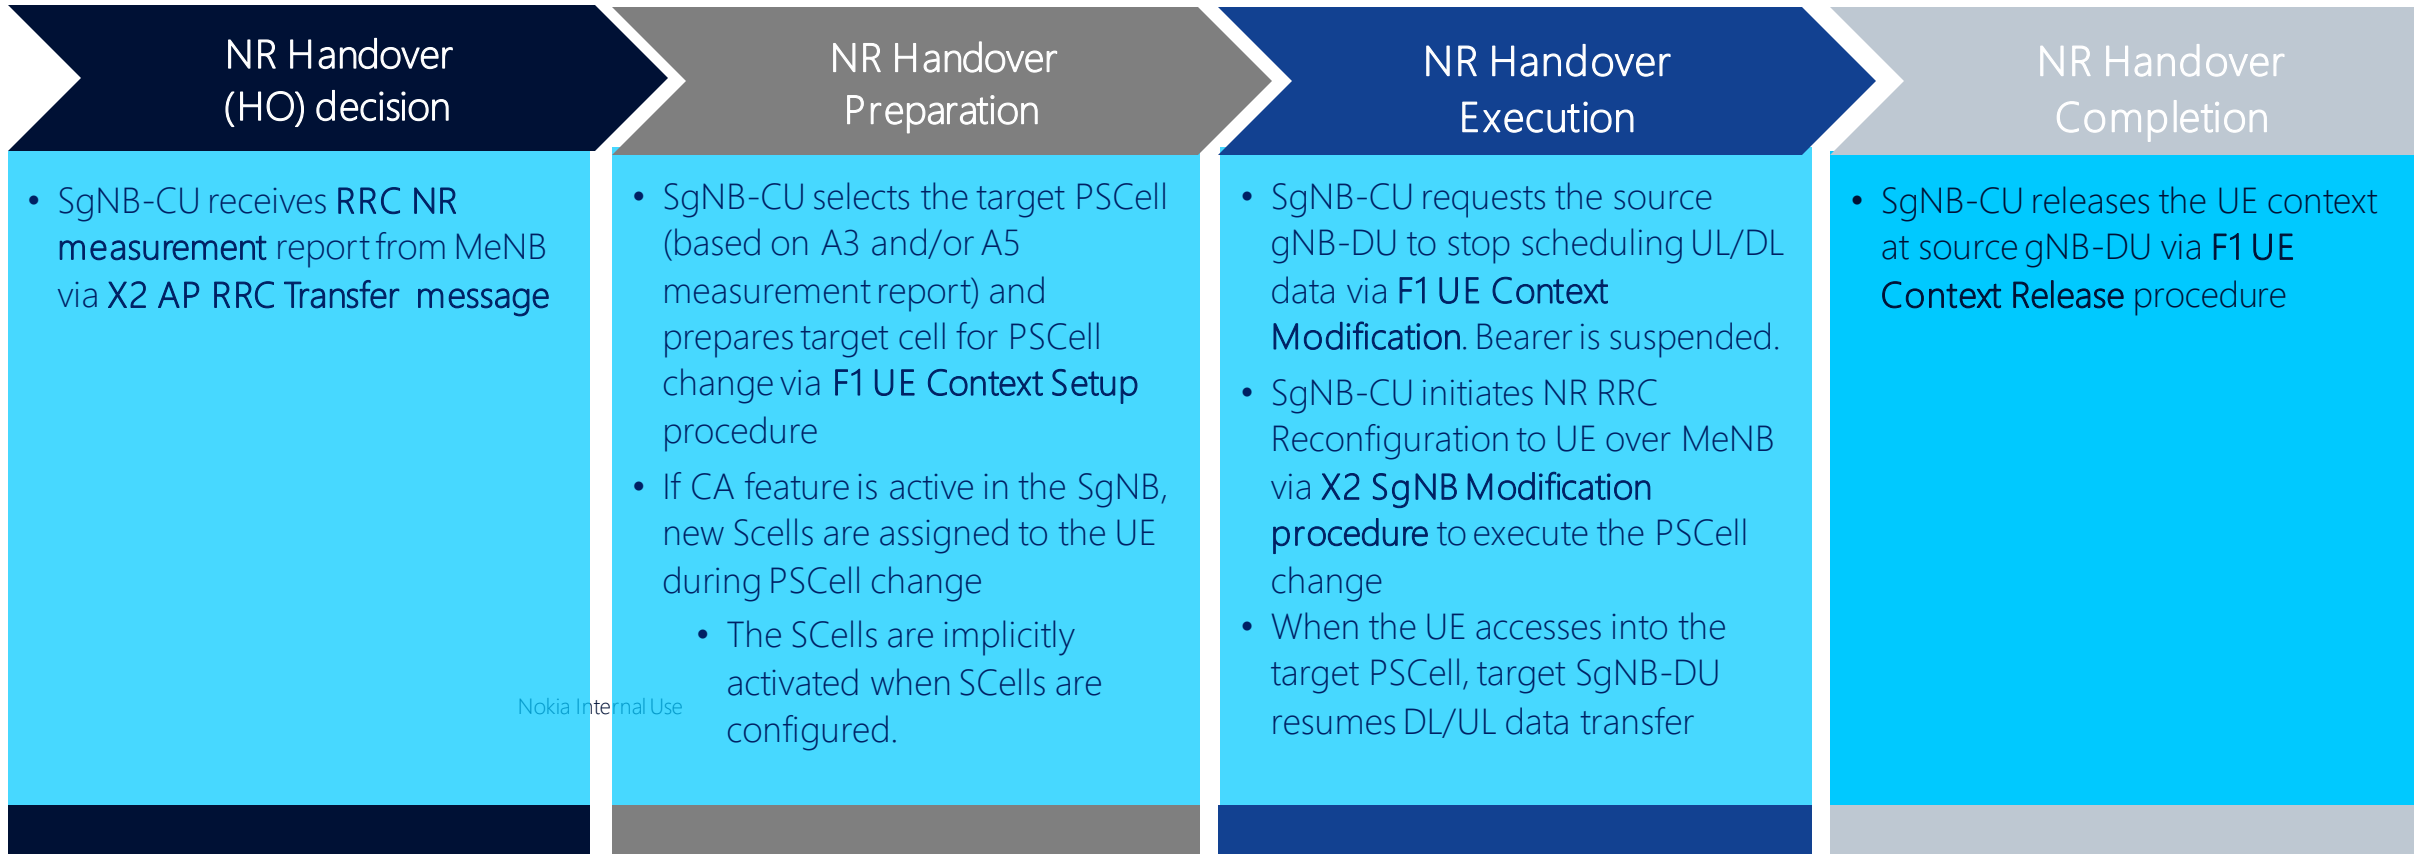 NR Handover
(HO) decision
• SgNB-CU receives RRC NR
measurement report from MeNB
via X2 AP RRC Transfer message
NR Handover
Preparation
• SgNB-CU selects the target PSCell
(based on A3 and/or A5
measurement report) and
prepares target cell for PSCell
change via F1 UE Context Setup
procedure
• If CA feature is active in the SgNB,
new Scells are assigned to the UE
during PSCell change
• The SCells are implicitly
activated when SCells are
configured.
NR Handover
Execution
• SgNB-CU requests the source
gNB-DU to stop scheduling UL/DL
data via F1 UE Context
Modification. Bearer is suspended.
• SgNB-CU initiates NR RRC
Reconfiguration to UE over MeNB
via X2 SgNB Modification
procedure to execute the PSCell
change
• When the UE accesses into the
target PSCell, target SgNB-DU
resumes DL/UL data transfer
NR Handover
Completion
• SgNB-CU releases the UE context
at source gNB-DU via F1 UE
Context Release procedure
Nokia Internal Use